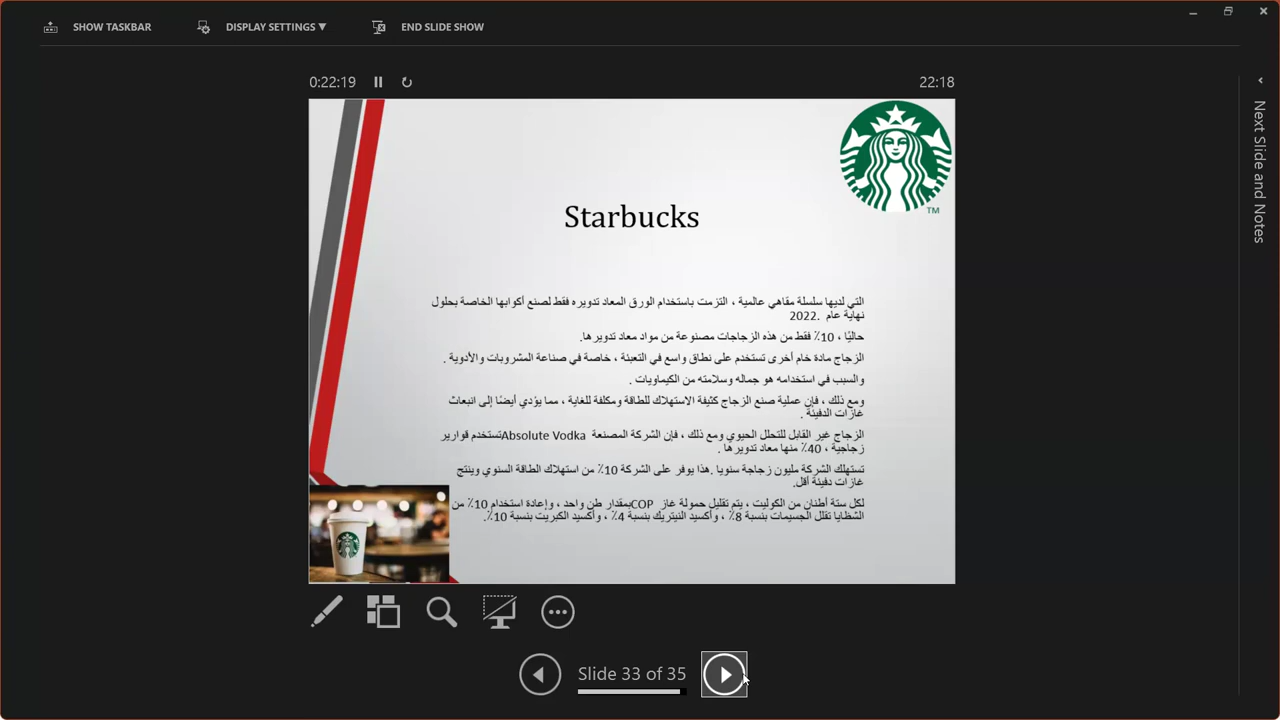 SHOW TASKBAR
DISPLAY SETTINGS ▼
END SLIDE SHOW
0:22:19
22:18
Next Slide and Notes
TM
Starbucks
التي لديها سلسلة مقاهي عالمية ، التزمت باستخدام الورق المعاد تدويره فقط لصنع أكوابها الخاصة بحلول
نهاية عام .2022
حاليًا ، 10٪ فقط من هذه الزجاجات مصنوعة من مواد معاد تدويرها.
الزجاج مادة خام أخرى تستخدم على نطاق واسع في التعبئة ، خاصة في صناعة المشروبات والأدوية .
والسبب في استخدامه هو جماله وسلامته من الكيماويات .
ومع ذلك ، فإن عملية صنع الزجاج كثيفة الاستهلاك للطاقة ومكلفة للغاية ، مما يؤدي أيضًا إلى انبعاث
غازات الدفيئة .
الزجاج غير القابل للتحلل الحيوي ومع ذلك ، فإن الشركة المصنعة Absolute Vodkaتستخدم قوارير
زجاجية ، 40٪ منها معاد تدويرها .
تستهلك الشركة مليون زجاجة سنويا .هذا يوفر على الشركة 10٪ من استهلاك الطاقة السنوي وينتج
غازات دفيئة أقل.
لكل ستة أطنان من الكوليت ، يتم تقليل حمولة غاز COPبمقدار طن واحد ، وإعادة استخدام 10٪ من
الشظايا تقلل الجسيمات بنسبة 8٪ ، وأكسيد النيتريك بنسبة 4٪ ، وأكسيد الكبريت بنسبة 10٪.
Slide 33 of 35